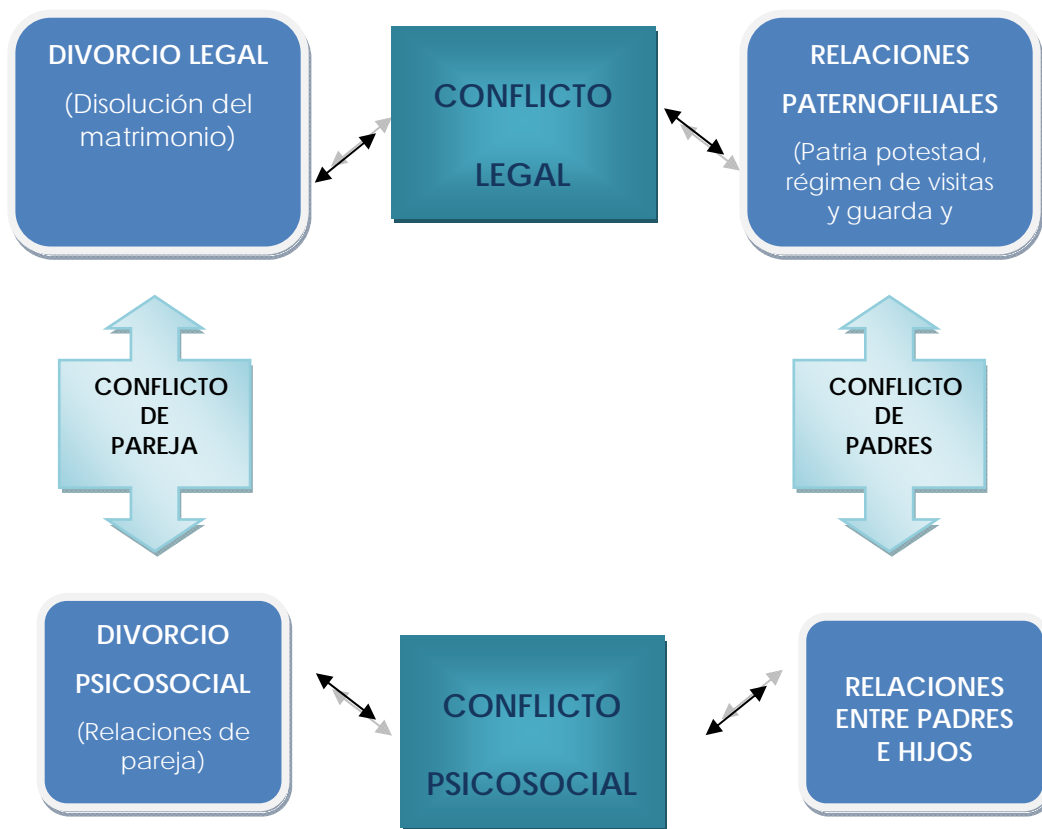 DIVORCIO LEGAL
(Disolución del
matrimonio)
CONFLICTO
LEGAL
RELACIONES
PATERNOFILIALES
(Patria potestad,
régimen de visitas
y guarda y
CONFLICTO
DE
PAREJA
CONFLICTO
DE
PADRES
DIVORCIO
PSICOSOCIAL
(Relaciones de
pareja)
CONFLICTO
PSICOSOCIAL
RELACIONES
ENTRE PADRES
E HIJOS